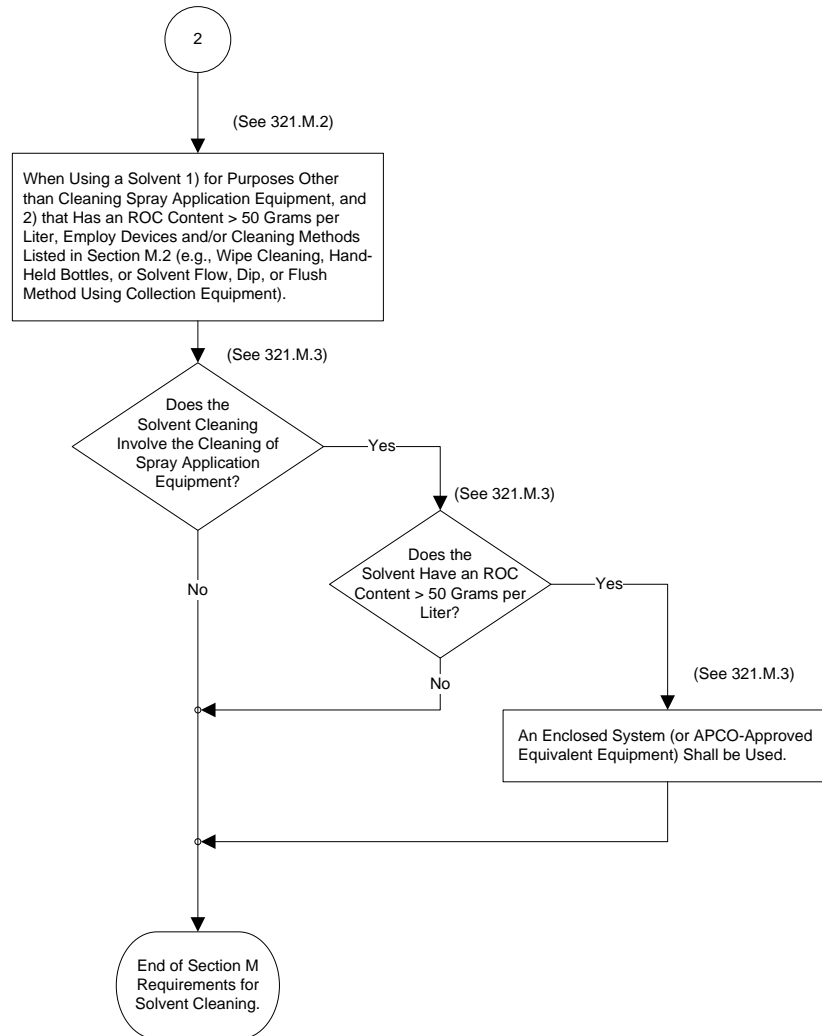 2
(See 321.M.2)
When Using a Solvent 1) for Purposes Other
than Cleaning Spray Application Equipment, and
2) that Has an ROC Content > 50 Grams per
Liter, Employ Devices and/or Cleaning Methods
Listed in Section M.2 (e.g., Wipe Cleaning, Hand-
Held Bottles, or Solvent Flow, Dip, or Flush
Method Using Collection Equipment).
(See 321.M.3)
Does the
Solvent Cleaning
Involve the Cleaning of
Spray Application
Equipment?
Yes
(See 321.M.3)
Does the
Solvent Have an ROC
Content > 50 Grams per
Liter?
Yes
No
No
(See 321.M.3)
An Enclosed System (or APCO-Approved
Equivalent Equipment) Shall be Used.
End of Section M
Requirements for
Solvent Cleaning.